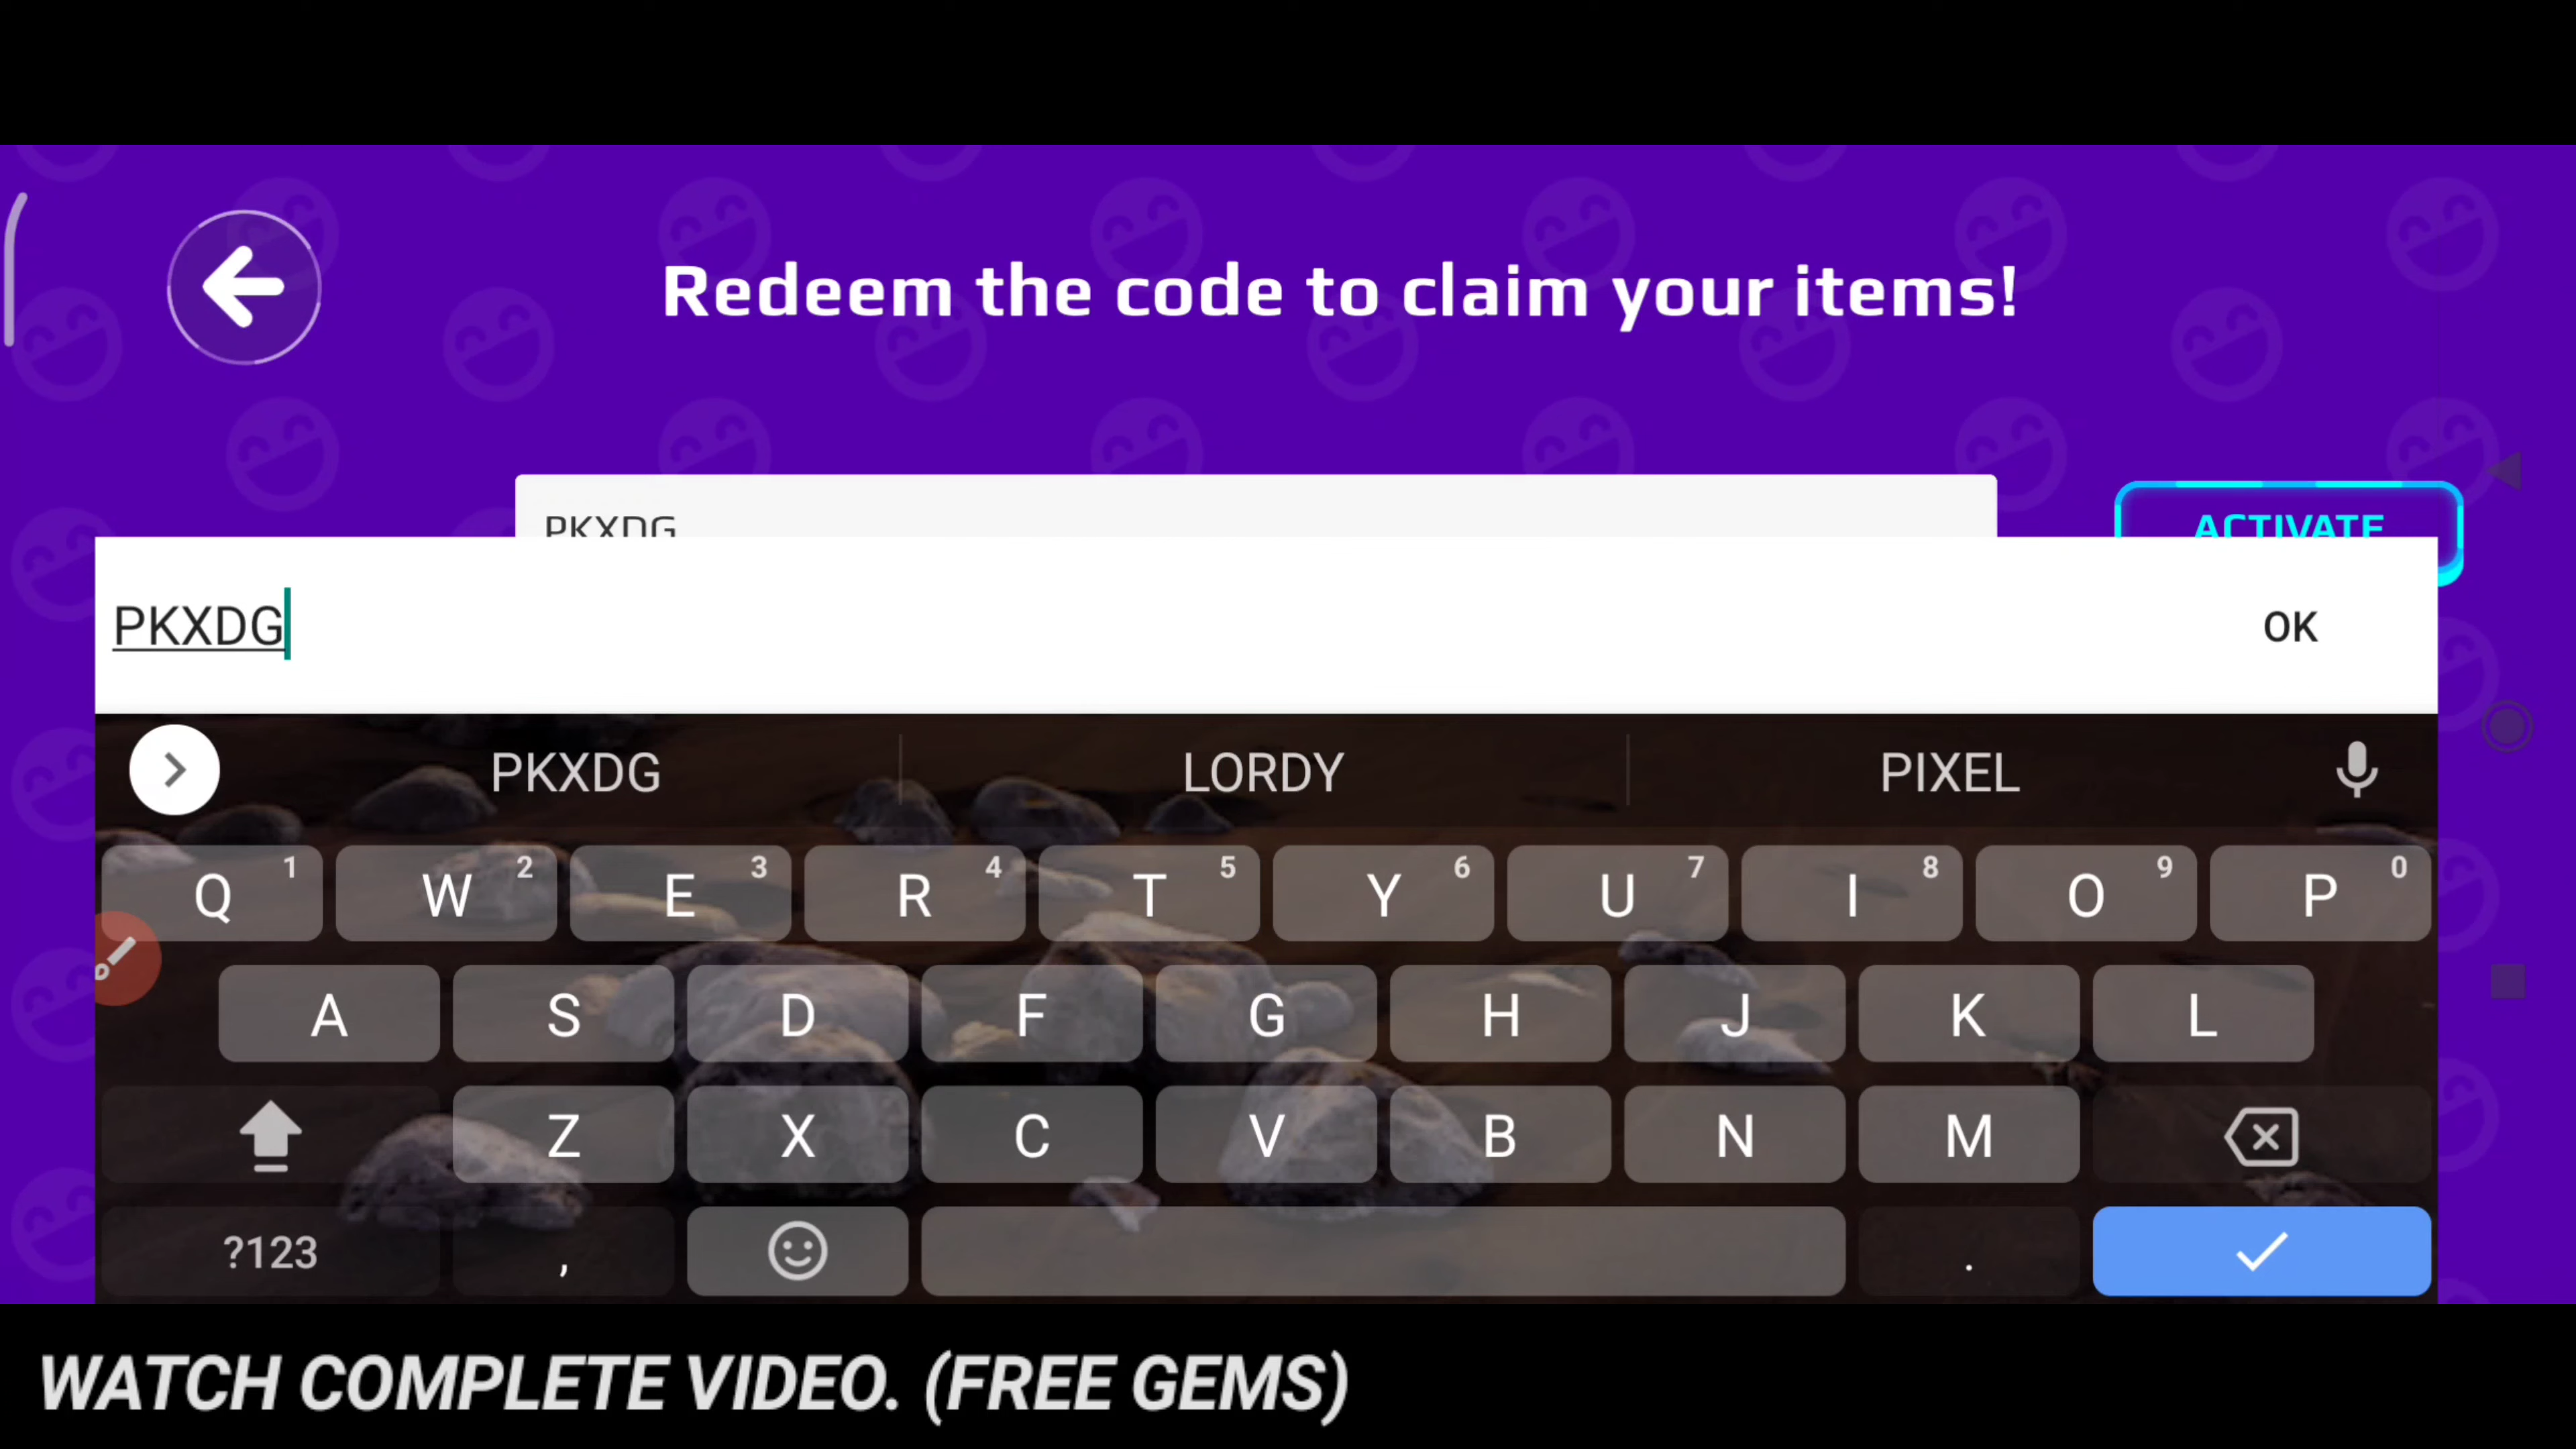 Redeem the code to claim your items!
PKXDG
ACTIVATE
PKXDG
OK
PKXDG LORDY PIXEL
Q 1 W 2 E 3 R 4 T 5 Y 6 U 7 I 8 O 9 P 0
A S D F G H J K L
Z X C V B N M
?123 , .
WATCH COMPLETE VIDEO. (FREE GEMS)